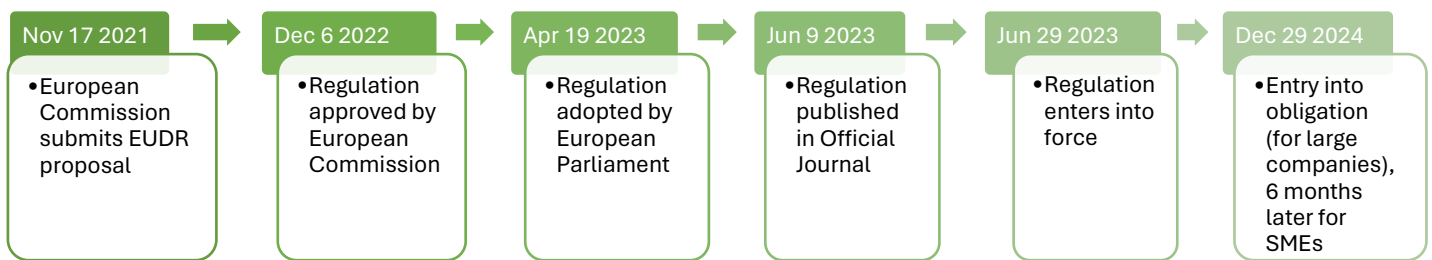 Nov 17 2021
•European
Commission
submits EUDR
proposal
Dec 6 2022
•Regulation
approved by
European
Commission
Apr 19 2023
•Regulation
adopted by
European
Parliament
Jun 9 2023
•Regulation
published
in Official
Journal
Jun 29 2023
•Regulation
enters into
force
Dec 29 2024
•Entry into
obligation
(for large
companies),
6 months
later for
SMEs